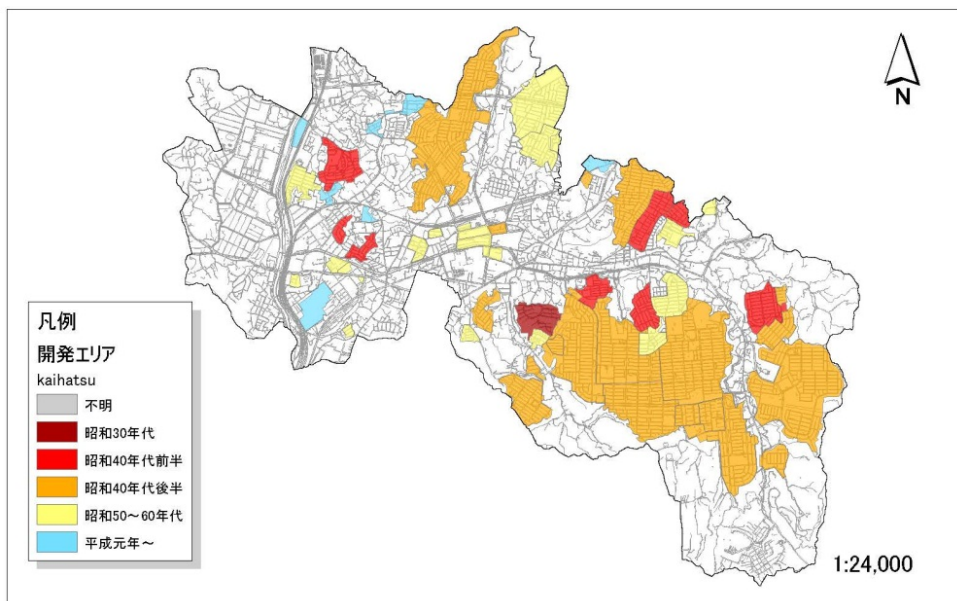 N
凡例
開発エリア
kaihatsu
不明
昭和30年代
昭和40年代前半
昭和40年代後半
昭和50～60年代
平成元年～
1:24,000